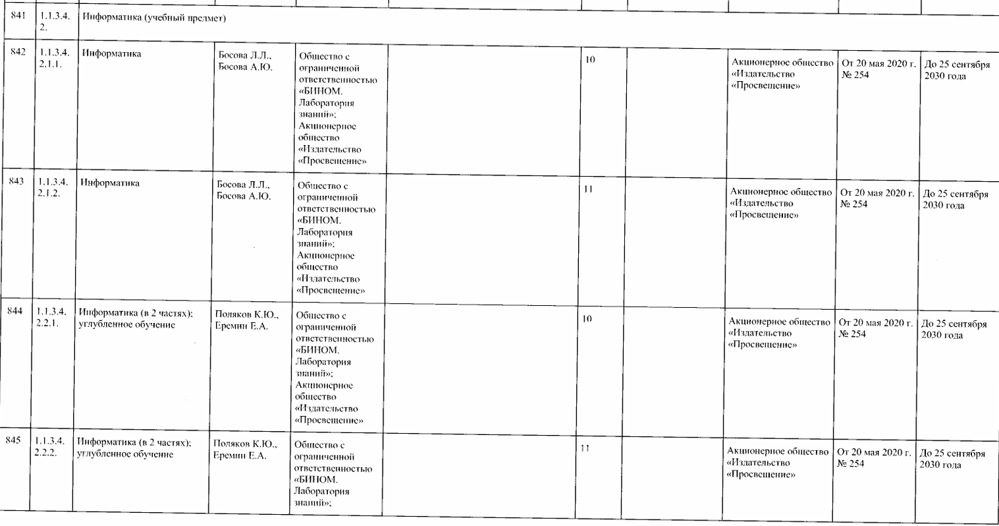 841
1.1.3.4.
2.
Информатика (учебный предмет)
842
1.1.3.4.
2.1.1.
Информатика
Босова Л.Л.,
Босова А.Ю.
Общество с
ограниченной
ответственностью
«БИНОМ.
Лаборатория
знаний»;
Акционерное
общество
«Издательство
«Просвещение»
10
Акционерное общество
«Издательство
«Просвещение»
От 20 мая 2020 г.
№ 254
До 25 сентября
2030 года
843
1.1.3.4.
2.1.2.
Информатика
Босова Л.Л.,
Босова А.Ю.
Общество с
ограниченной
ответственностью
«БИНОМ.
Лаборатория
знаний»;
Акционерное
общество
«Издательство
«Просвещение»
11
Акционерное общество
«Издательство
«Просвещение»
От 20 мая 2020 г.
№ 254
До 25 сентября
2030 года
844
1.1.3.4.
2.2.1.
Информатика (в 2 частях);
углубленное обучение
Поляков К.Ю.,
Еремин Е.А.
Общество с
ограниченной
ответственностью
«БИНОМ.
Лаборатория
знаний»;
Акционерное
общество
«Издательство
«Просвещение»
10
Акционерное общество
«Издательство
«Просвещение»
От 20 мая 2020 г.
№ 254
До 25 сентября
2030 года
845
1.1.3.4.
2.2.2.
Информатика (в 2 частях);
углубленное обучение
Поляков К.Ю.,
Еремин Е.А.
Общество с
ограниченной
ответственностью
«БИНОМ.
Лаборатория
знаний»;
11
Акционерное общество
«Издательство
«Просвещение»
От 20 мая 2020 г.
№ 254
До 25 сентября
2030 года